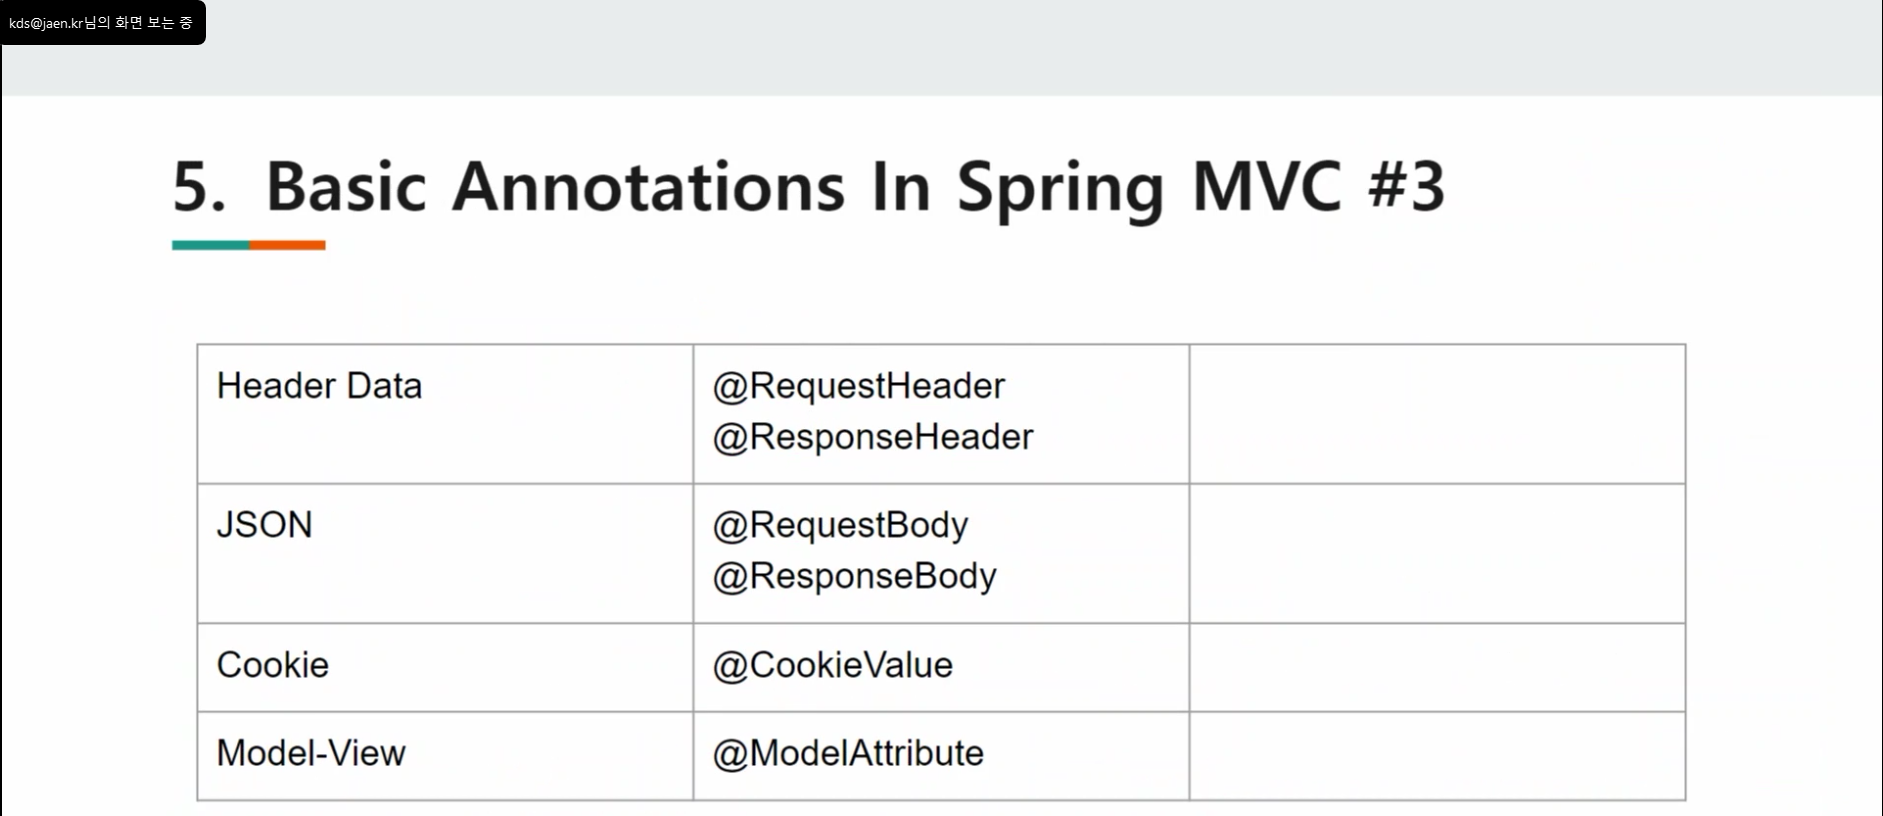 kds@jaen.kr님의 화면 보는 중
5. Basic Annotations In Spring MVC #3
Header Data
@RequestHeader
@ResponseHeader
JSON
@RequestBody
@ResponseBody
Cookie
@CookieValue
Model-View
@ModelAttribute